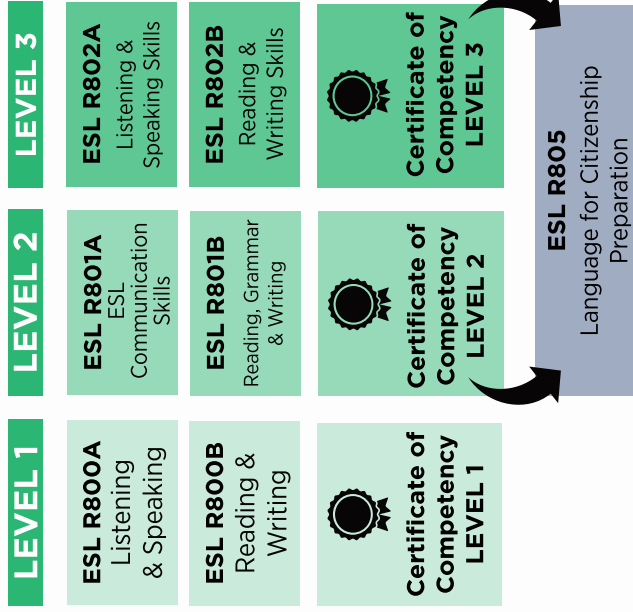 LEVEL 1
ESL R800A
Listening
& Speaking
ESL R800B
Reading &
Writing
Certificate of
Competency
LEVEL 1
LEVEL 2
ESL R801A
ESL
Communication
Skills
ESL R801B
Reading, Grammar
& Writing
Certificate of
Competency
LEVEL 2
LEVEL 3
ESL R802A
Listening &
Speaking Skills
ESL R802B
Reading &
Writing Skills
Certificate of
Competency
LEVEL 3
ESL R805
Language for Citizenship
Preparation